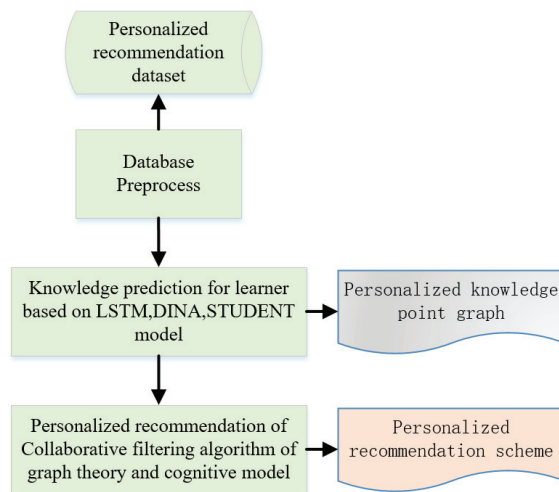 Personalized
recommendation
dataset
Database
Preprocess
Knowledge prediction for learner
based on LSTM,DINA,STUDENT
model
Personalized knowledge
point graph
Personalized recommendation of
Collaborative filtering algorithm of
graph theory and cognitive model
Personalized
recommendation scheme